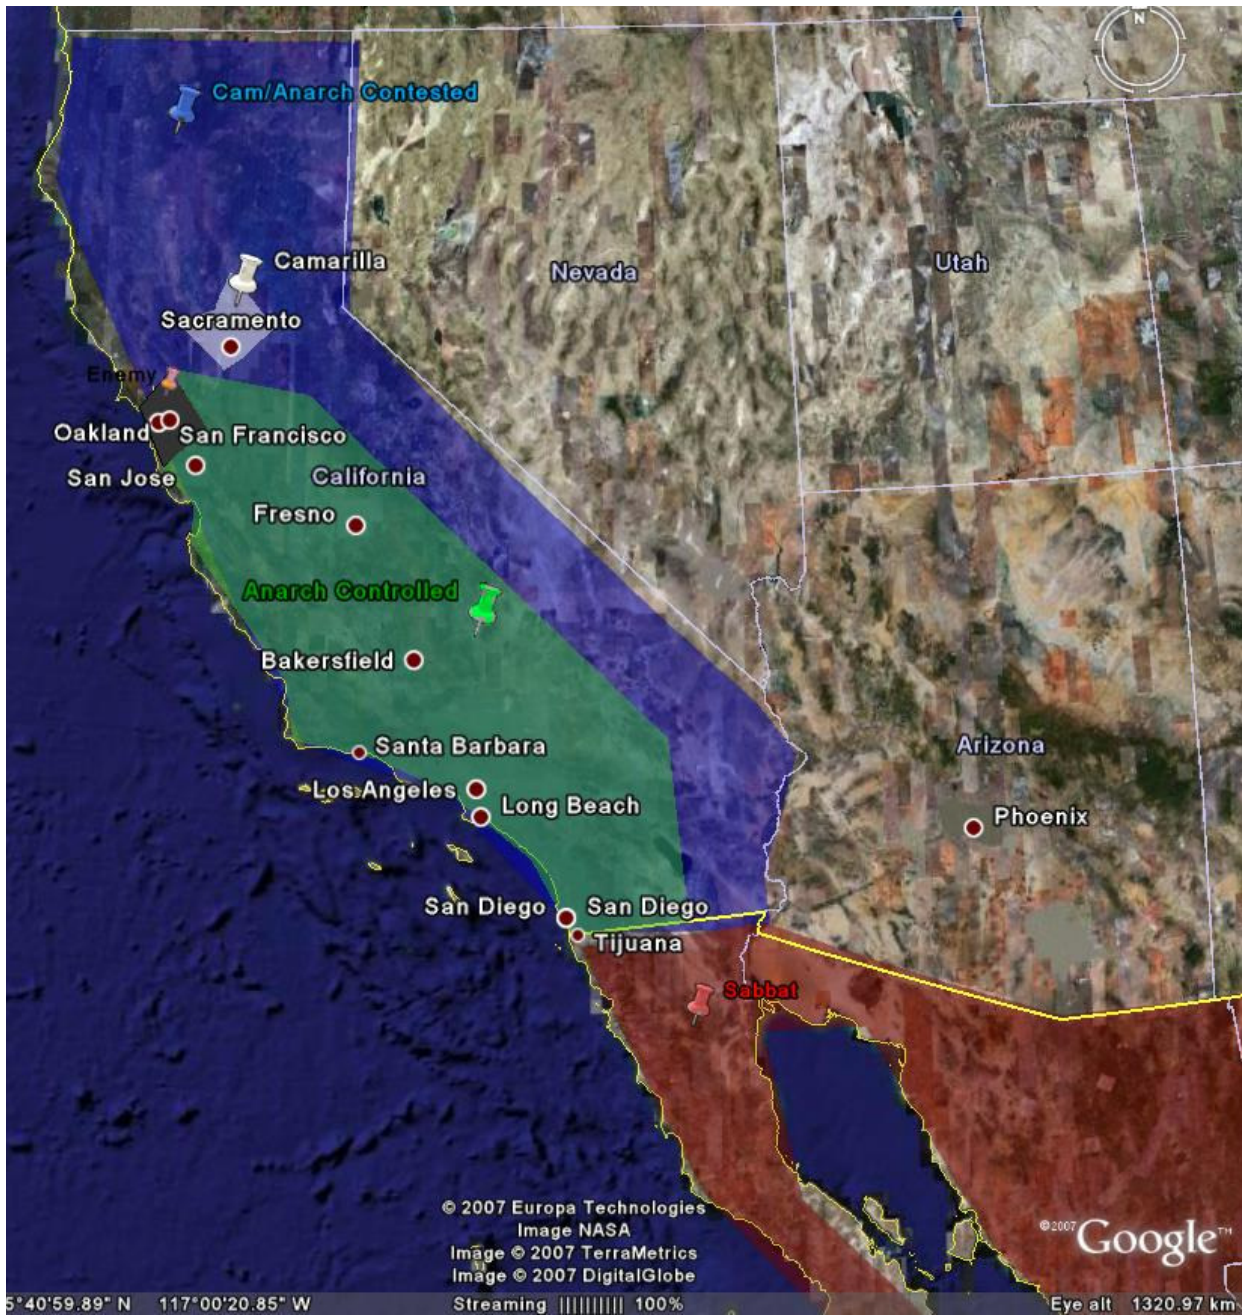 N
Cam/Anarch Contested
Camarilla
Nevada
Utah
Sacramento
Enemy
Oakland
San Francisco
San Jose
California
Fresno
Anarch Controlled
Bakersfield
Santa Barbara
Arizona
Los Angeles
Long Beach
Phoenix
San Diego
San Diego
Tijuana
Sabbat
© 2007 Europa Technologies
Image NASA
Image © 2007 TerraMetrics
Image © 2007 DigitalGlobe
©2007 Google™
5°40'59.89" N 117°00'20.85" W Streaming |||||||||| 100% Eye alt 1320.97 km